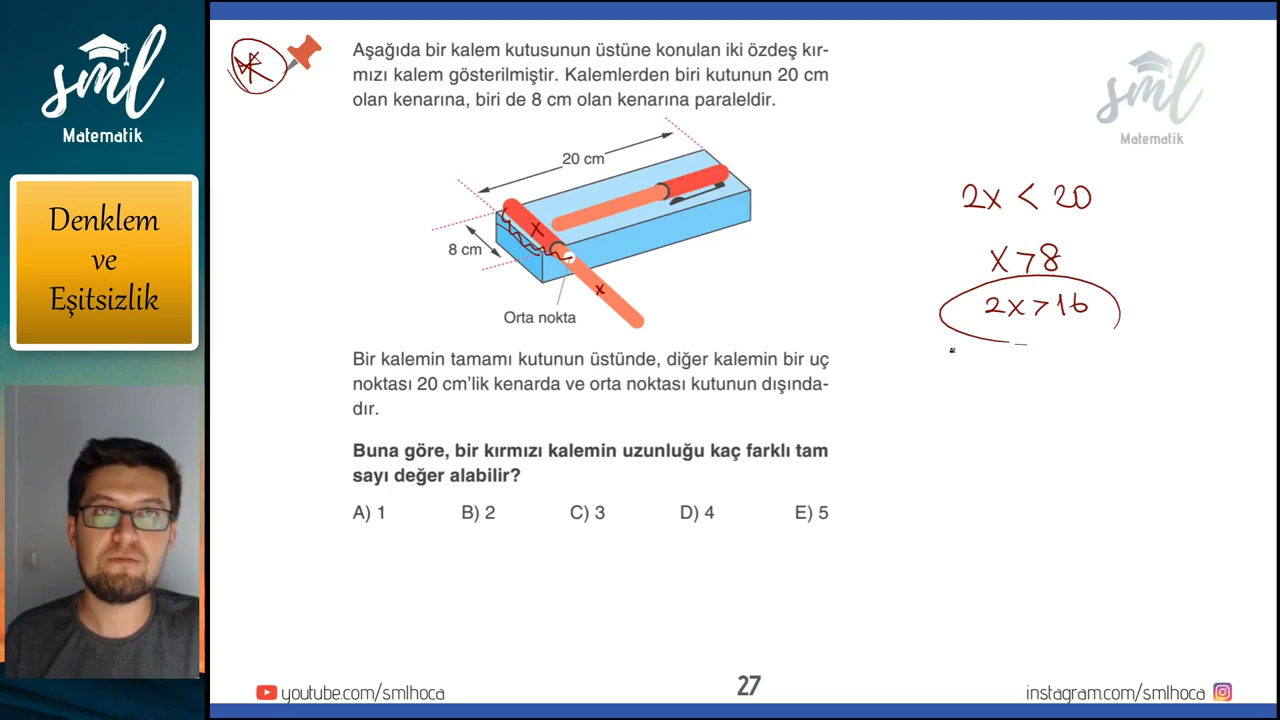 sml
Matematik
Denklem
ve
Eşitsizlik
Aşağıda bir kalem kutusunun üstüne konulan iki özdeş kır-
mızı kalem gösterilmiştir. Kalemlerden biri kutunun 20 cm
olan kenarına, biri de 8 cm olan kenarına paraleldir.
20 cm
8 cm
x
x
Orta nokta
Bir kalemin tamamı kutunun üstünde, diğer kalemin bir uç
noktası 20 cm’lik kenarda ve orta noktası kutunun dışında-
dır.
Buna göre, bir kırmızı kalemin uzunluğu kaç farklı tam
sayı değer alabilir?
A) 1 B) 2 C) 3 D) 4 E) 5
sml
Matematik
2x < 20
x > 8
2x > 16
youtube.com/smlhoca
27
instagram.com/smlhoca